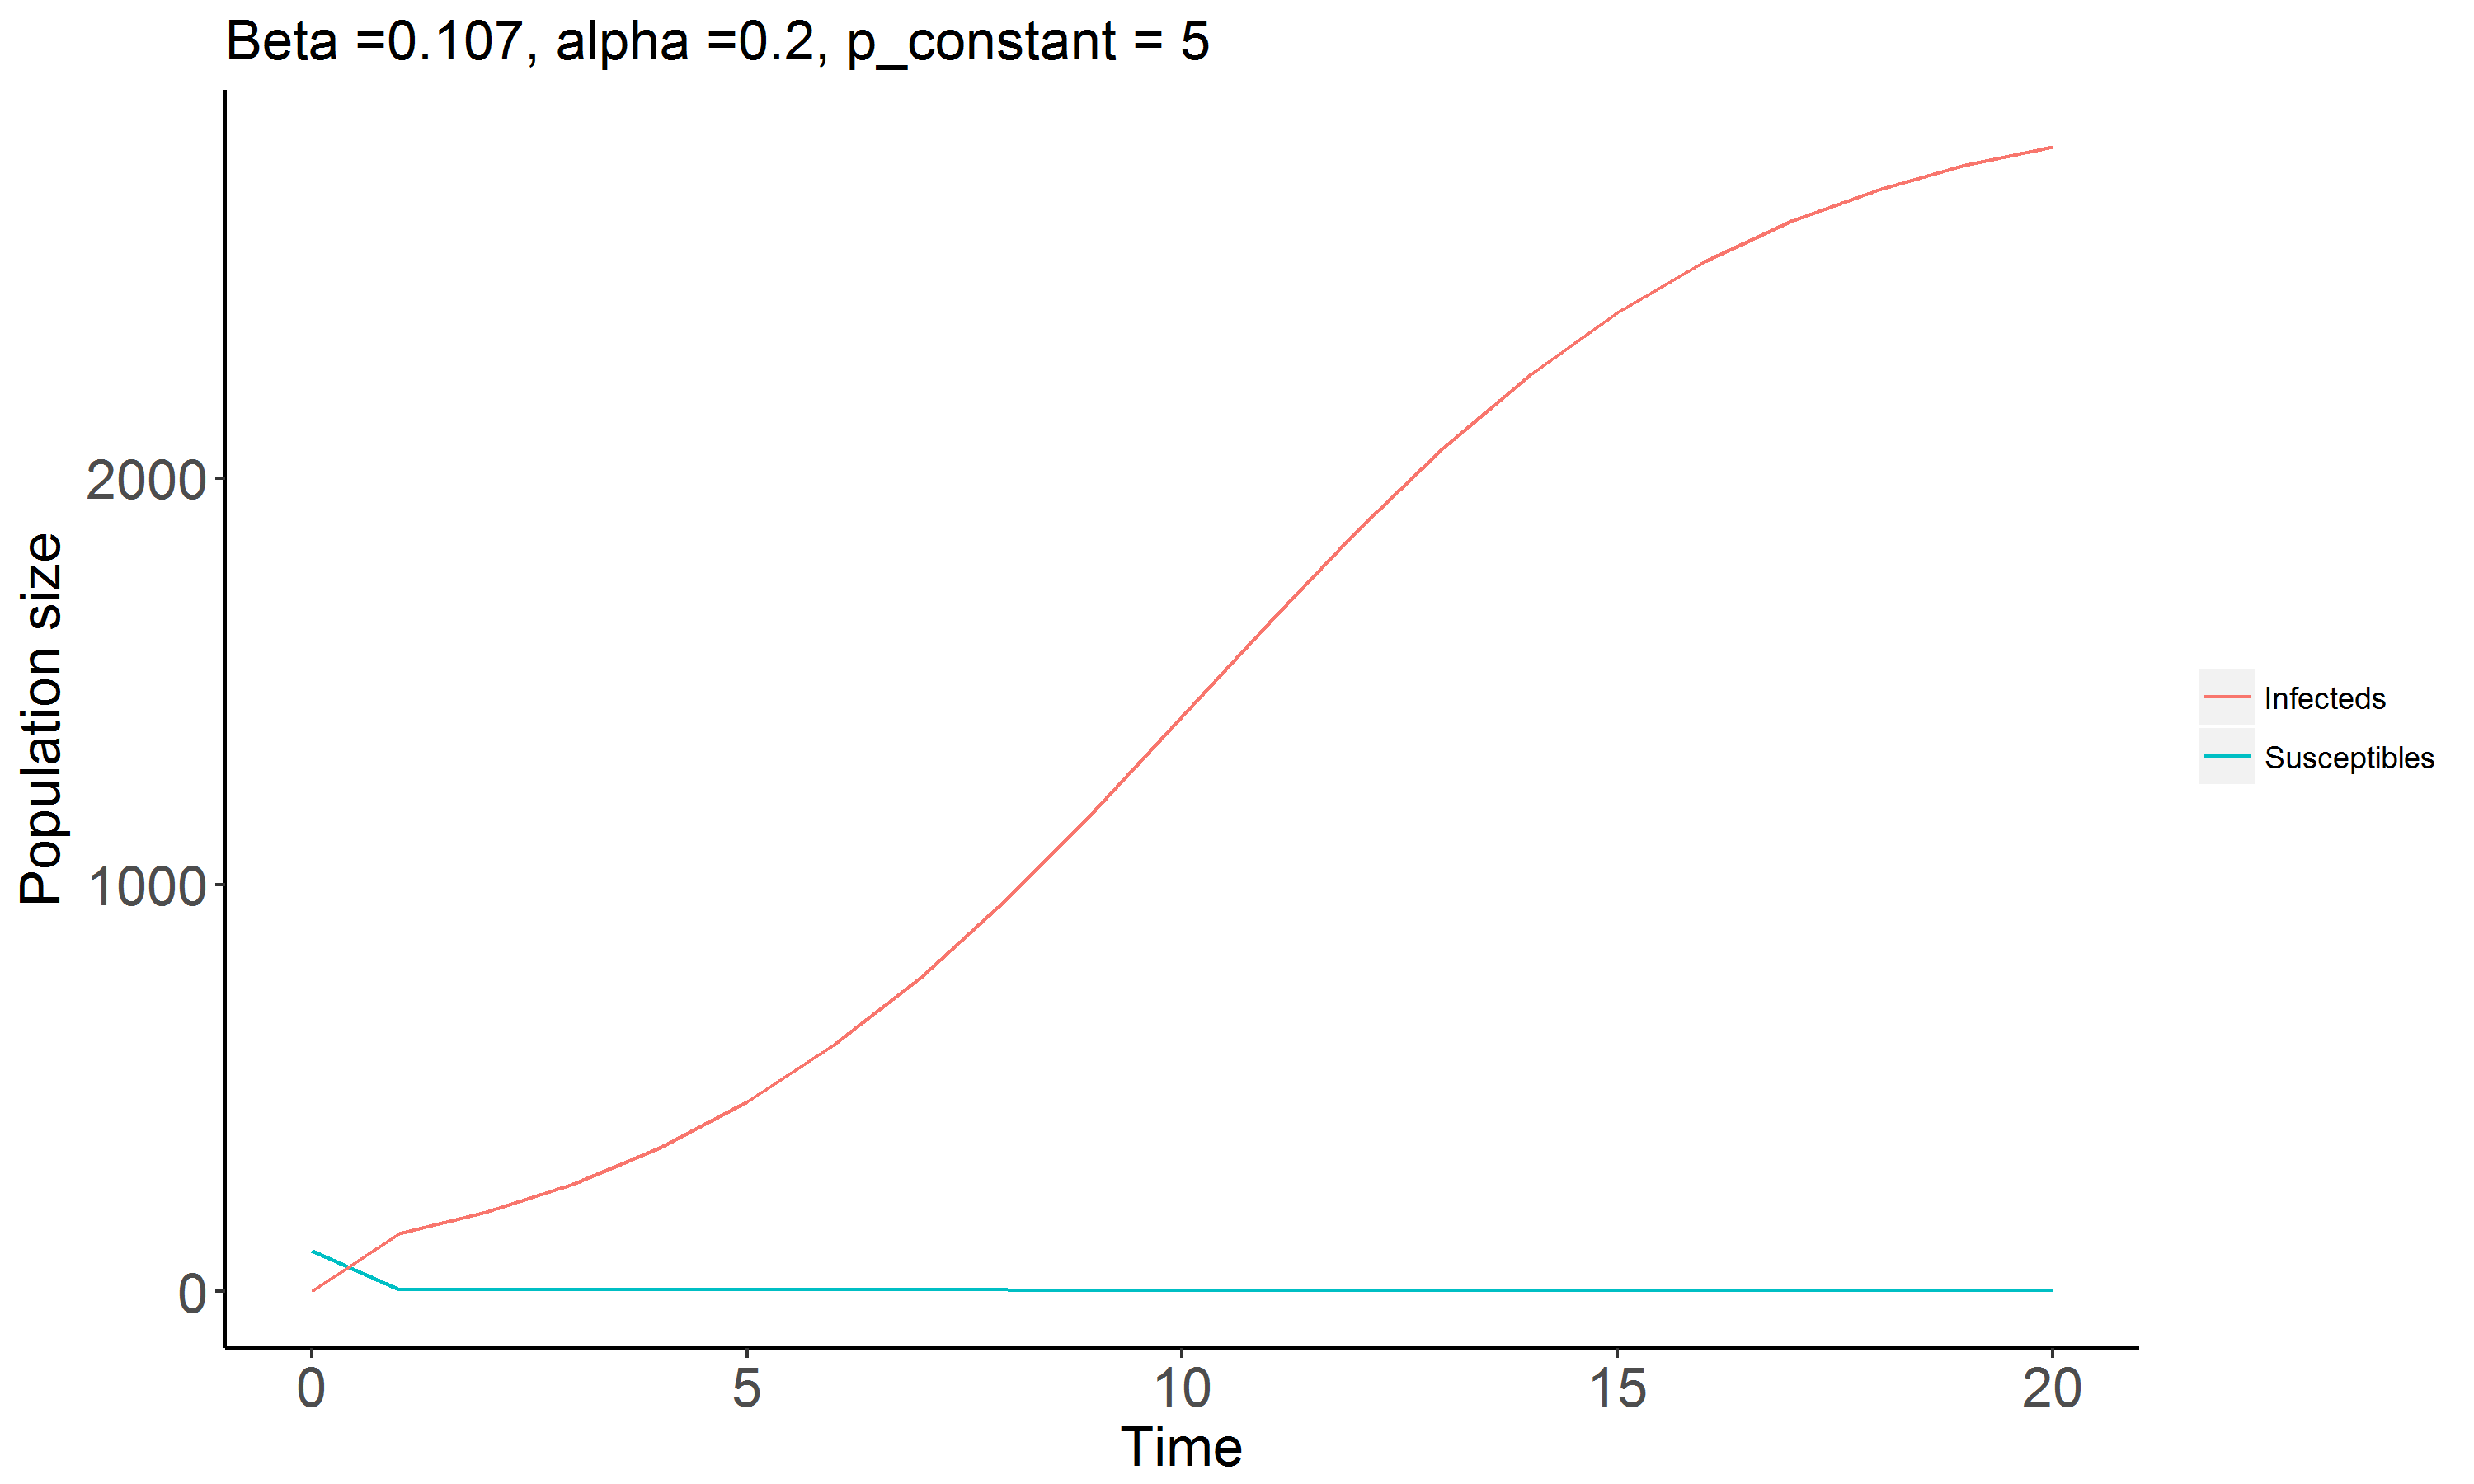 Beta =0.107, alpha =0.2, p_constant = 5
Population size
2000
1000
0
0 5 10 15 20
Time
Infecteds
Susceptibles